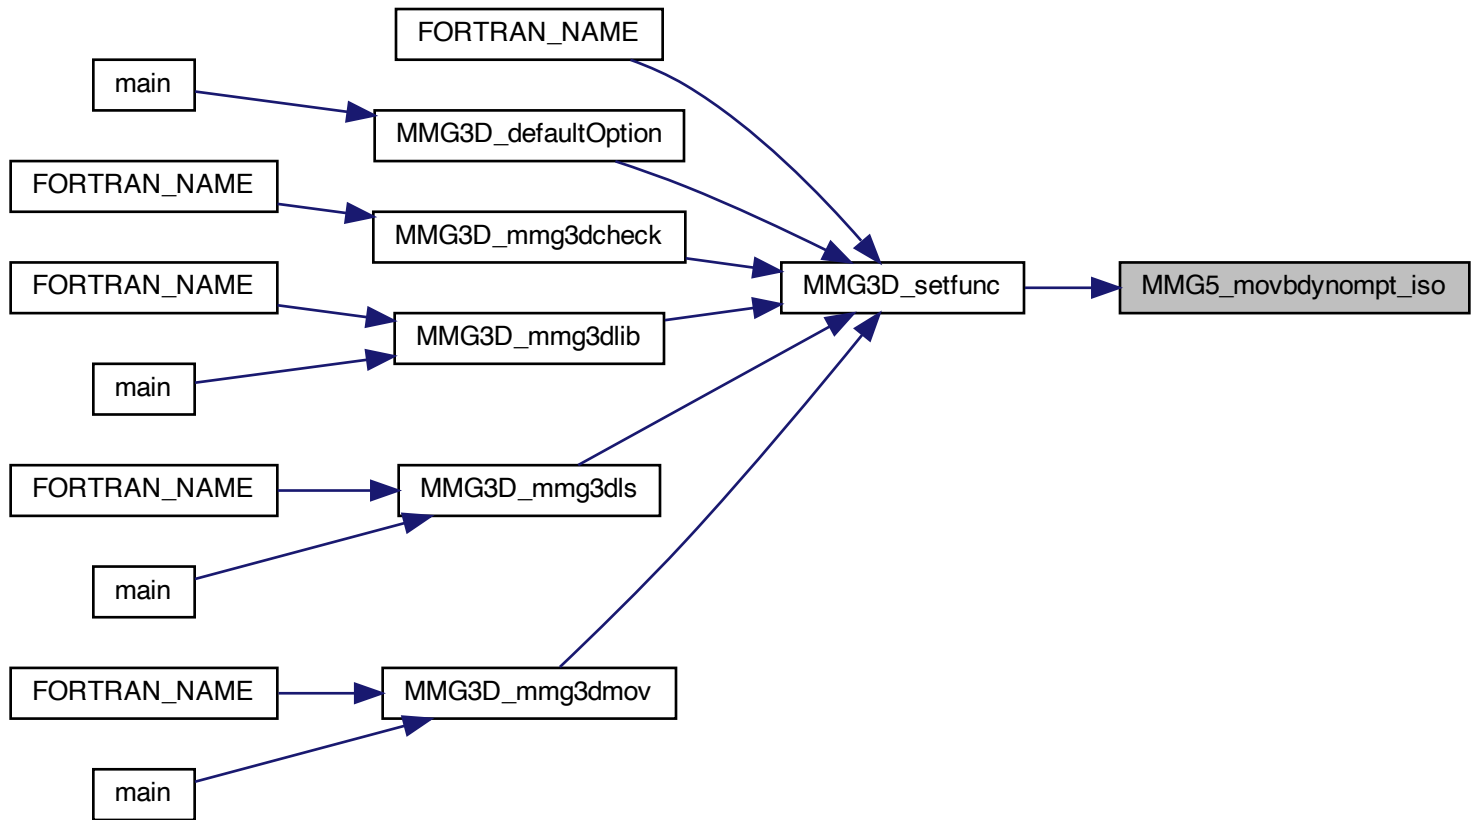 FORTRAN_NAME
main
MMG3D_defaultOption
FORTRAN_NAME
MMG3D_mmg3dcheck
FORTRAN_NAME
MMG3D_setfunc
MMG5_movbdynompt_iso
MMG3D_mmg3dlib
main
FORTRAN_NAME
MMG3D_mmg3dls
main
FORTRAN_NAME
MMG3D_mmg3dmov
main